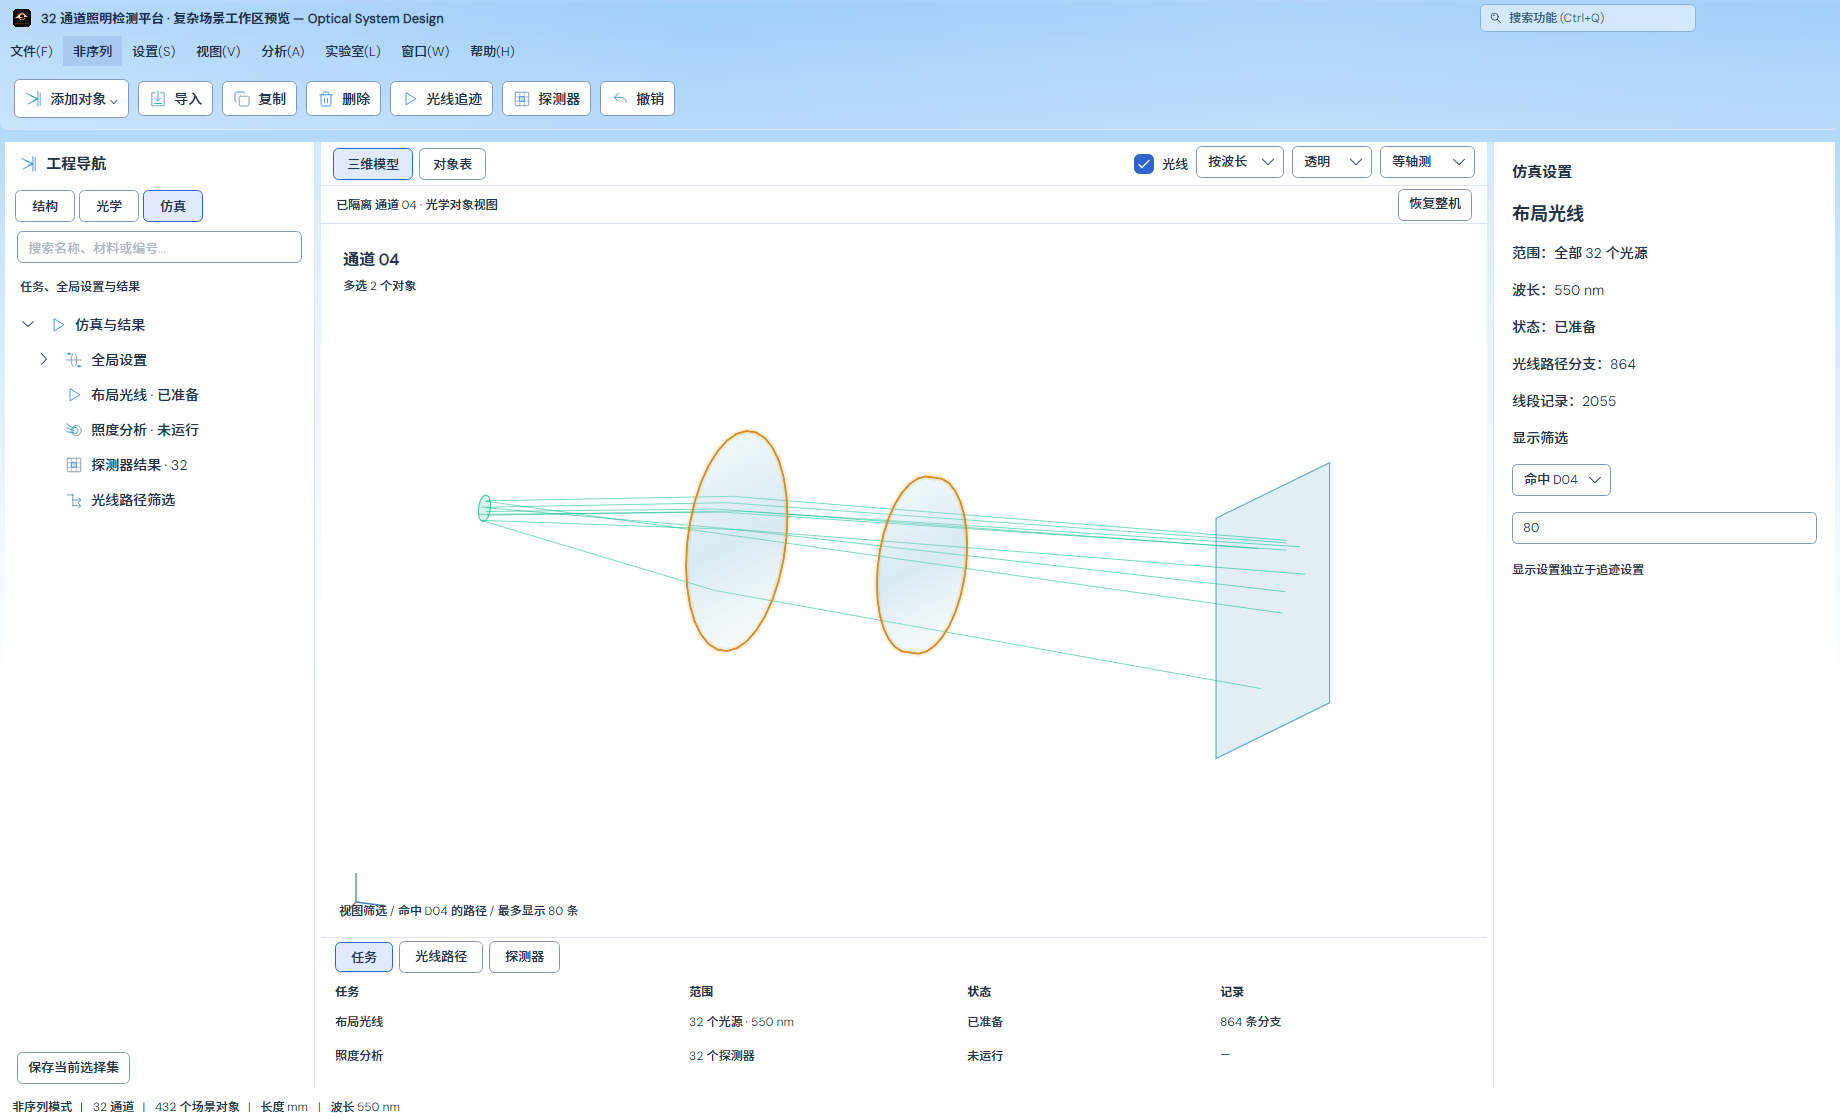 32 通道照明检测平台 · 复杂场景工作区预览 — Optical System Design
搜索功能 (Ctrl+Q)
文件(F) 非序列 设置(S) 视图(V) 分析(A) 实验室(L) 窗口(W) 帮助(H)
添加对象 导入 复制 删除 光线追迹 探测器 撤销
工程导航
结构 光学 仿真
搜索名称、材料或编号...
任务、全局设置与结果
仿真与结果
全局设置
布局光线 · 已准备
照度分析 · 未运行
探测器结果 · 32
光线路径筛选
保存当前选择集
三维模型 对象表
光线 按波长 透明 等轴测
已隔离 通道 04 · 光学对象视图
恢复整机
通道 04
多选 2 个对象
视图筛选 / 命中 D04 的路径 / 最多显示 80 条
任务 光线路径 探测器
任务 范围 状态 记录
布局光线 32 个光源 · 550 nm 已准备 864 条分支
照度分析 32 个探测器 未运行 —
仿真设置
布局光线
范围：全部 32 个光源
波长：550 nm
状态：已准备
光线路径分支：864
线段记录：2055
显示筛选
命中 D04
80
显示设置独立于追迹设置
非序列模式 | 32 通道 | 432 个场景对象 | 长度 mm | 波长 550 nm